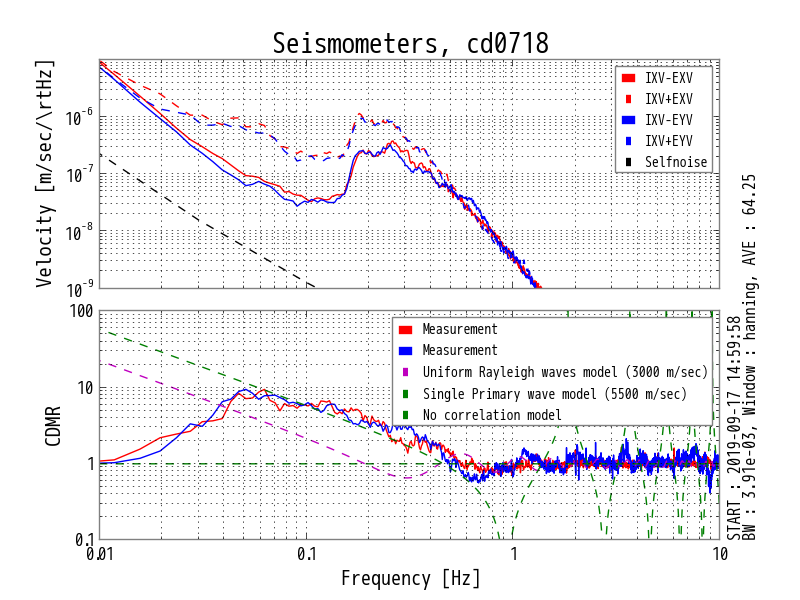 Seismometers, cd0718
Velocity [m/sec/\rtHz]
10^-6
10^-7
10^-8
10^-9
IXV-EXV
IXV+EXV
IXV-EYV
IXV+EYV
Selfnoise
CDMR
100
10
1
0.1
Measurement
Measurement
Uniform Rayleigh waves model (3000 m/sec)
Single Primary wave model (5500 m/sec)
No correlation model
0.01
0.1
1
10
Frequency [Hz]
START : 2019-09-17 14:59:58
BW : 3.91e-03, Window : hanning, AVE : 64.25